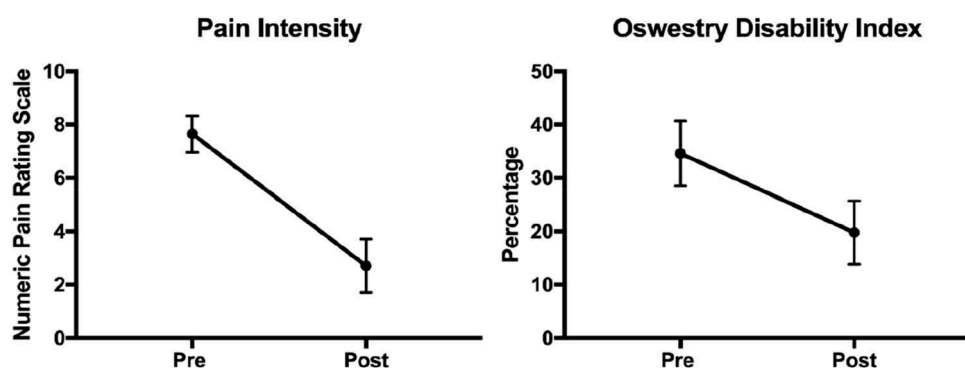 Pain Intensity
Numeric Pain Rating Scale
10
8
6
4
2
0
Pre Post
Oswestry Disability Index
Percentage
50
40
30
20
10
0
Pre Post